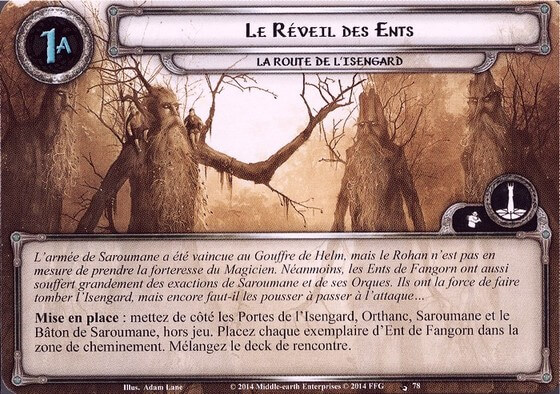 1A
Le Réveil des Ents
La Route de l'Isengard
L'armée de Saroumane a été vaincue au Gouffre de Helm, mais le Rohan n'est pas en
mesure de prendre la forteresse du Magicien. Néanmoins, les Ents de Fangorn ont aussi
souffert grandement des exactions de Saroumane et de ses Orques. Ils ont la force de faire
tomber l'Isengard, mais encore faut-il les pousser à passer à l'attaque…
Mise en place : mettez de côté les Portes de l'Isengard, Orthanc, Saroumane et le
Bâton de Saroumane, hors jeu. Placez chaque exemplaire d'Ent de Fangorn dans la
zone de cheminement. Mélangez le deck de rencontre.
Illus. Adam Lane © 2014 Middle-earth Enterprises © 2014 FFG 78